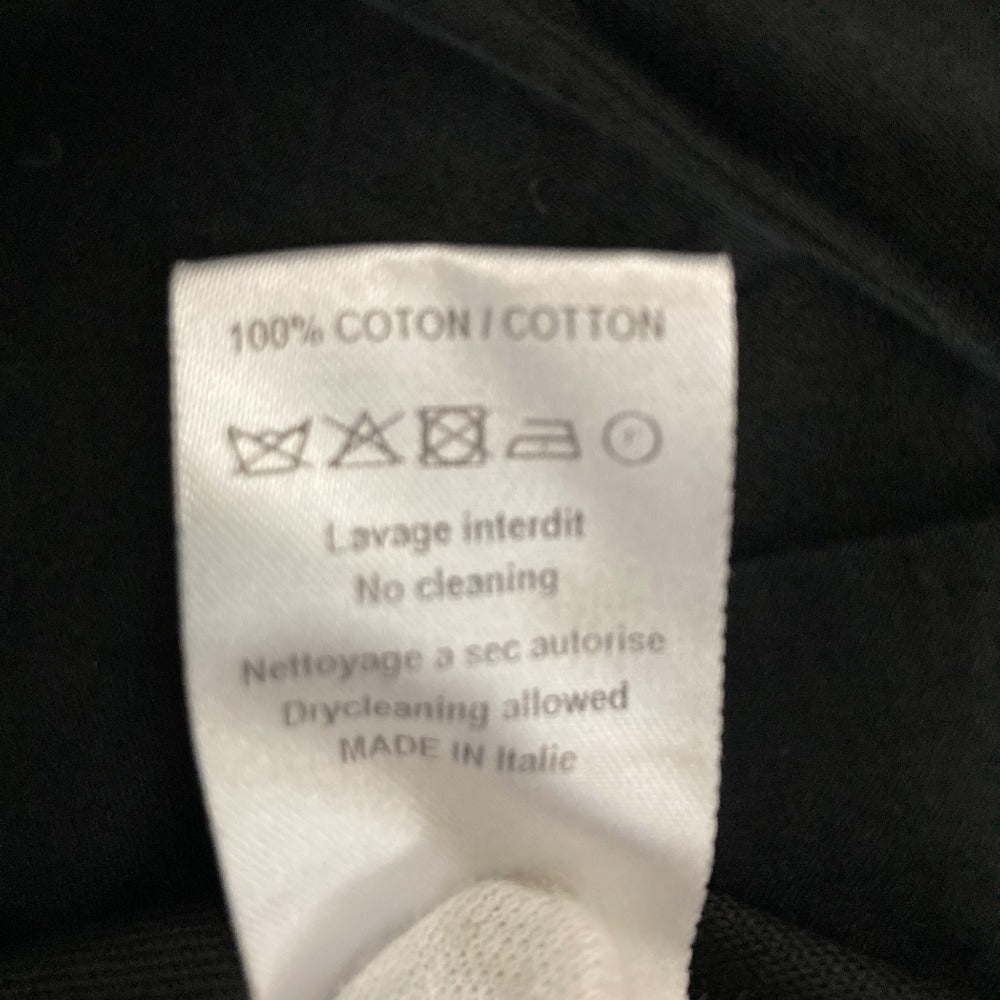 100% COTON / COTTON
Lavage interdit
No cleaning
Nettoyage a sec autorise
Drycleaning allowed
MADE IN Italie